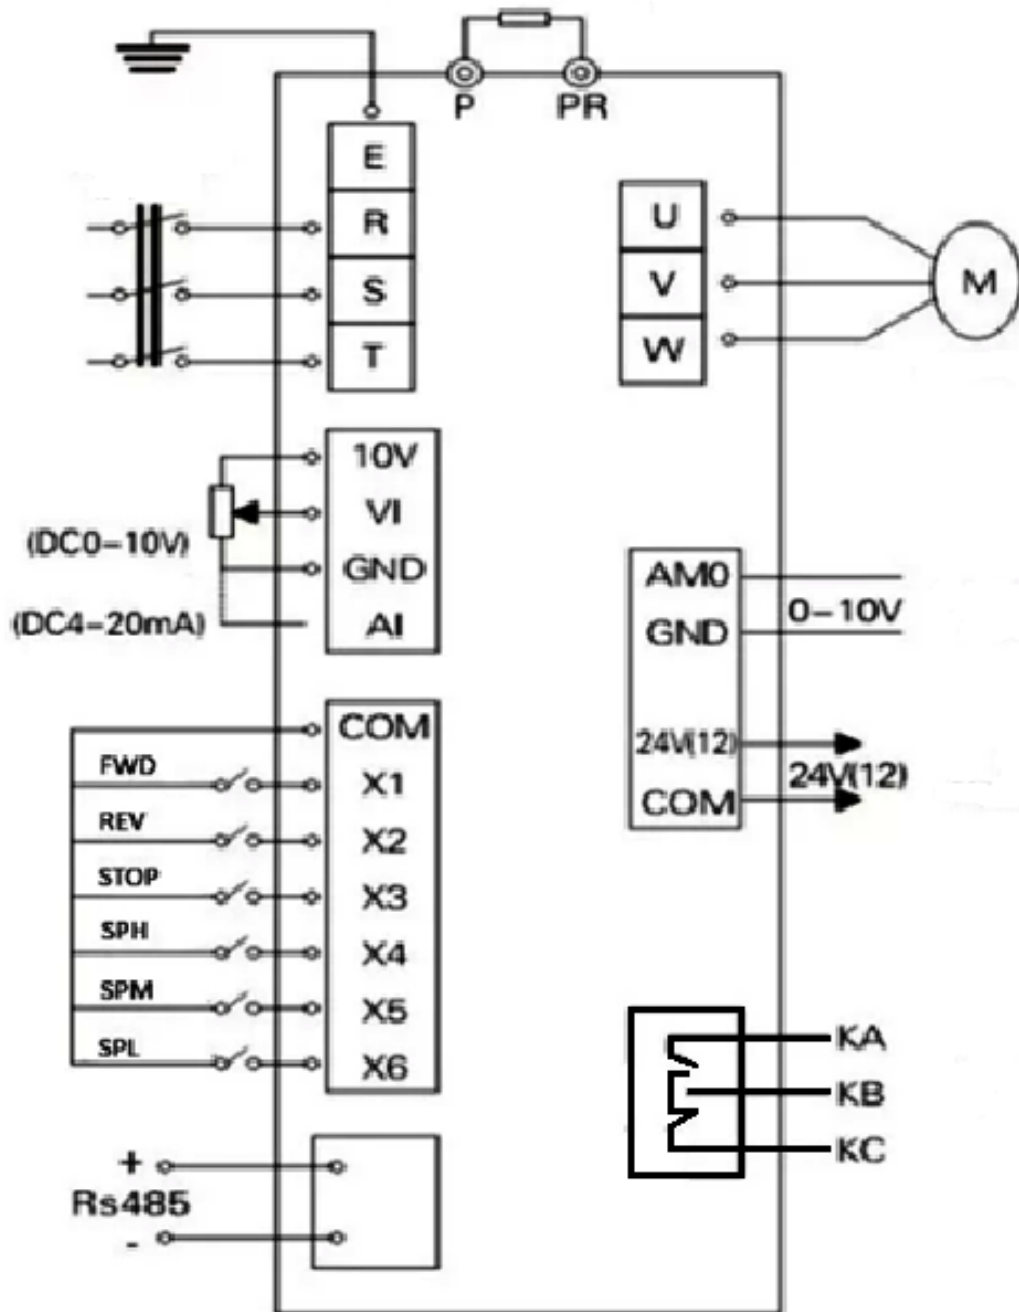 P PR
E
R
S
T
U
V
W
M
10V
VI
GND
AI
(DC0-10V)
(DC4-20mA)
AM0
GND
0-10V
24V(12)
COM
24V(12)
COM
FWD X1
REV X2
STOP X3
SPH X4
SPM X5
SPL X6
KA
KB
KC
+
Rs485
-